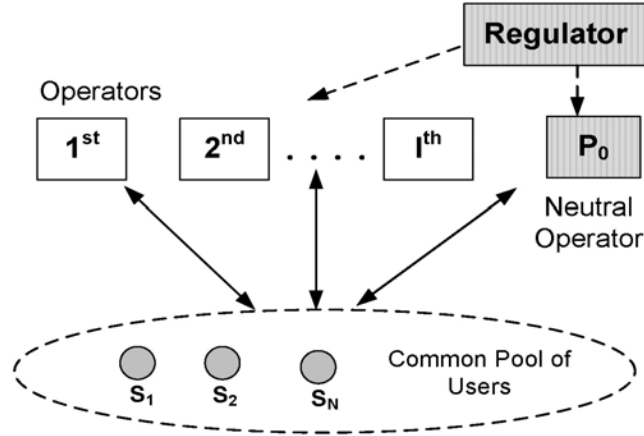 Regulator
Operators
1st
2nd
. . . . .
Ith
P0
Neutral
Operator
Common Pool of
Users
S1
S2
SN